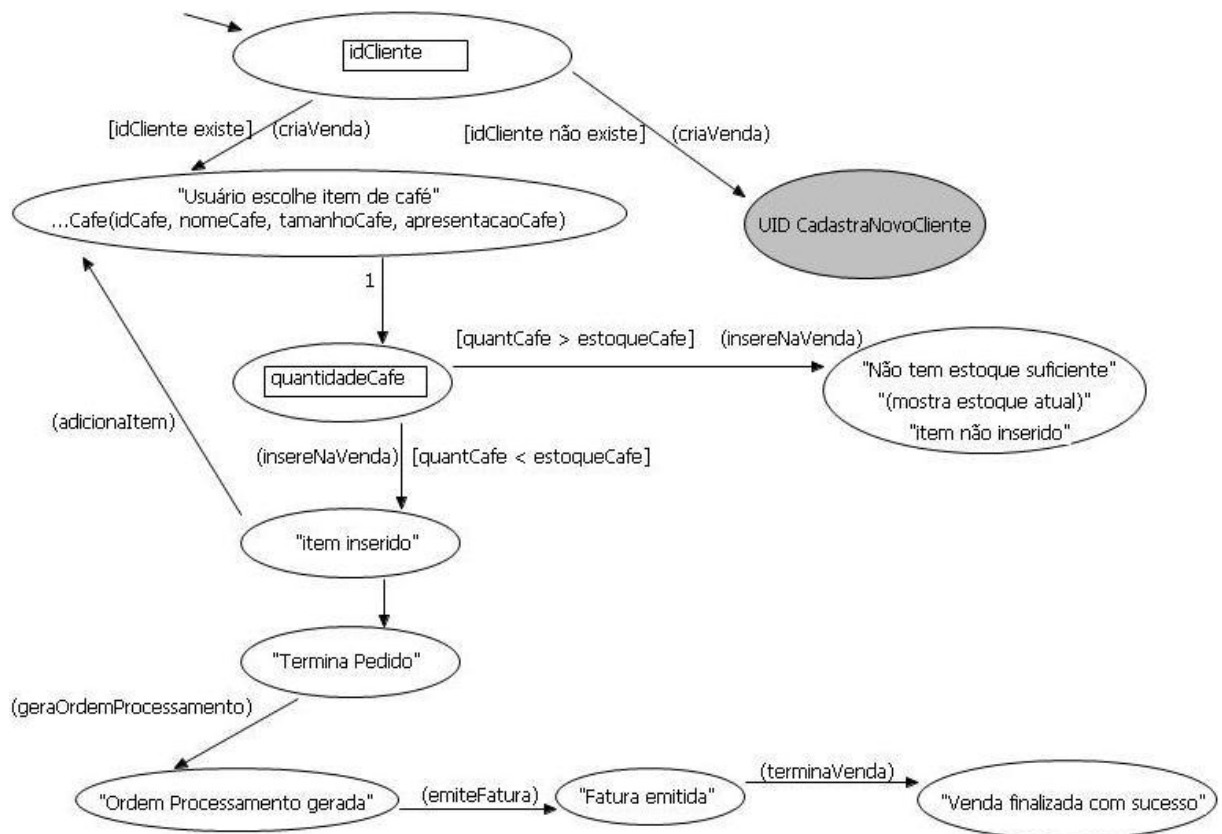 idCliente
[idCliente existe] (criaVenda)
[idCliente não existe] (criaVenda)
"Usuário escolhe item de café"
...Cafe(idCafe, nomeCafe, tamanhoCafe, apresentacaoCafe)
UID CadastraNovoCliente
1
[quantCafe > estoqueCafe] (insereNaVenda)
quantidadeCafe
"Não tem estoque suficiente"
"(mostra estoque atual)"
"item não inserido"
(adicionaItem)
(insereNaVenda) [quantCafe < estoqueCafe]
"item inserido"
"Termina Pedido"
(geraOrdemProcessamento)
"Ordem Processamento gerada"
(emiteFatura)
"Fatura emitida"
(terminaVenda)
"Venda finalizada com sucesso"